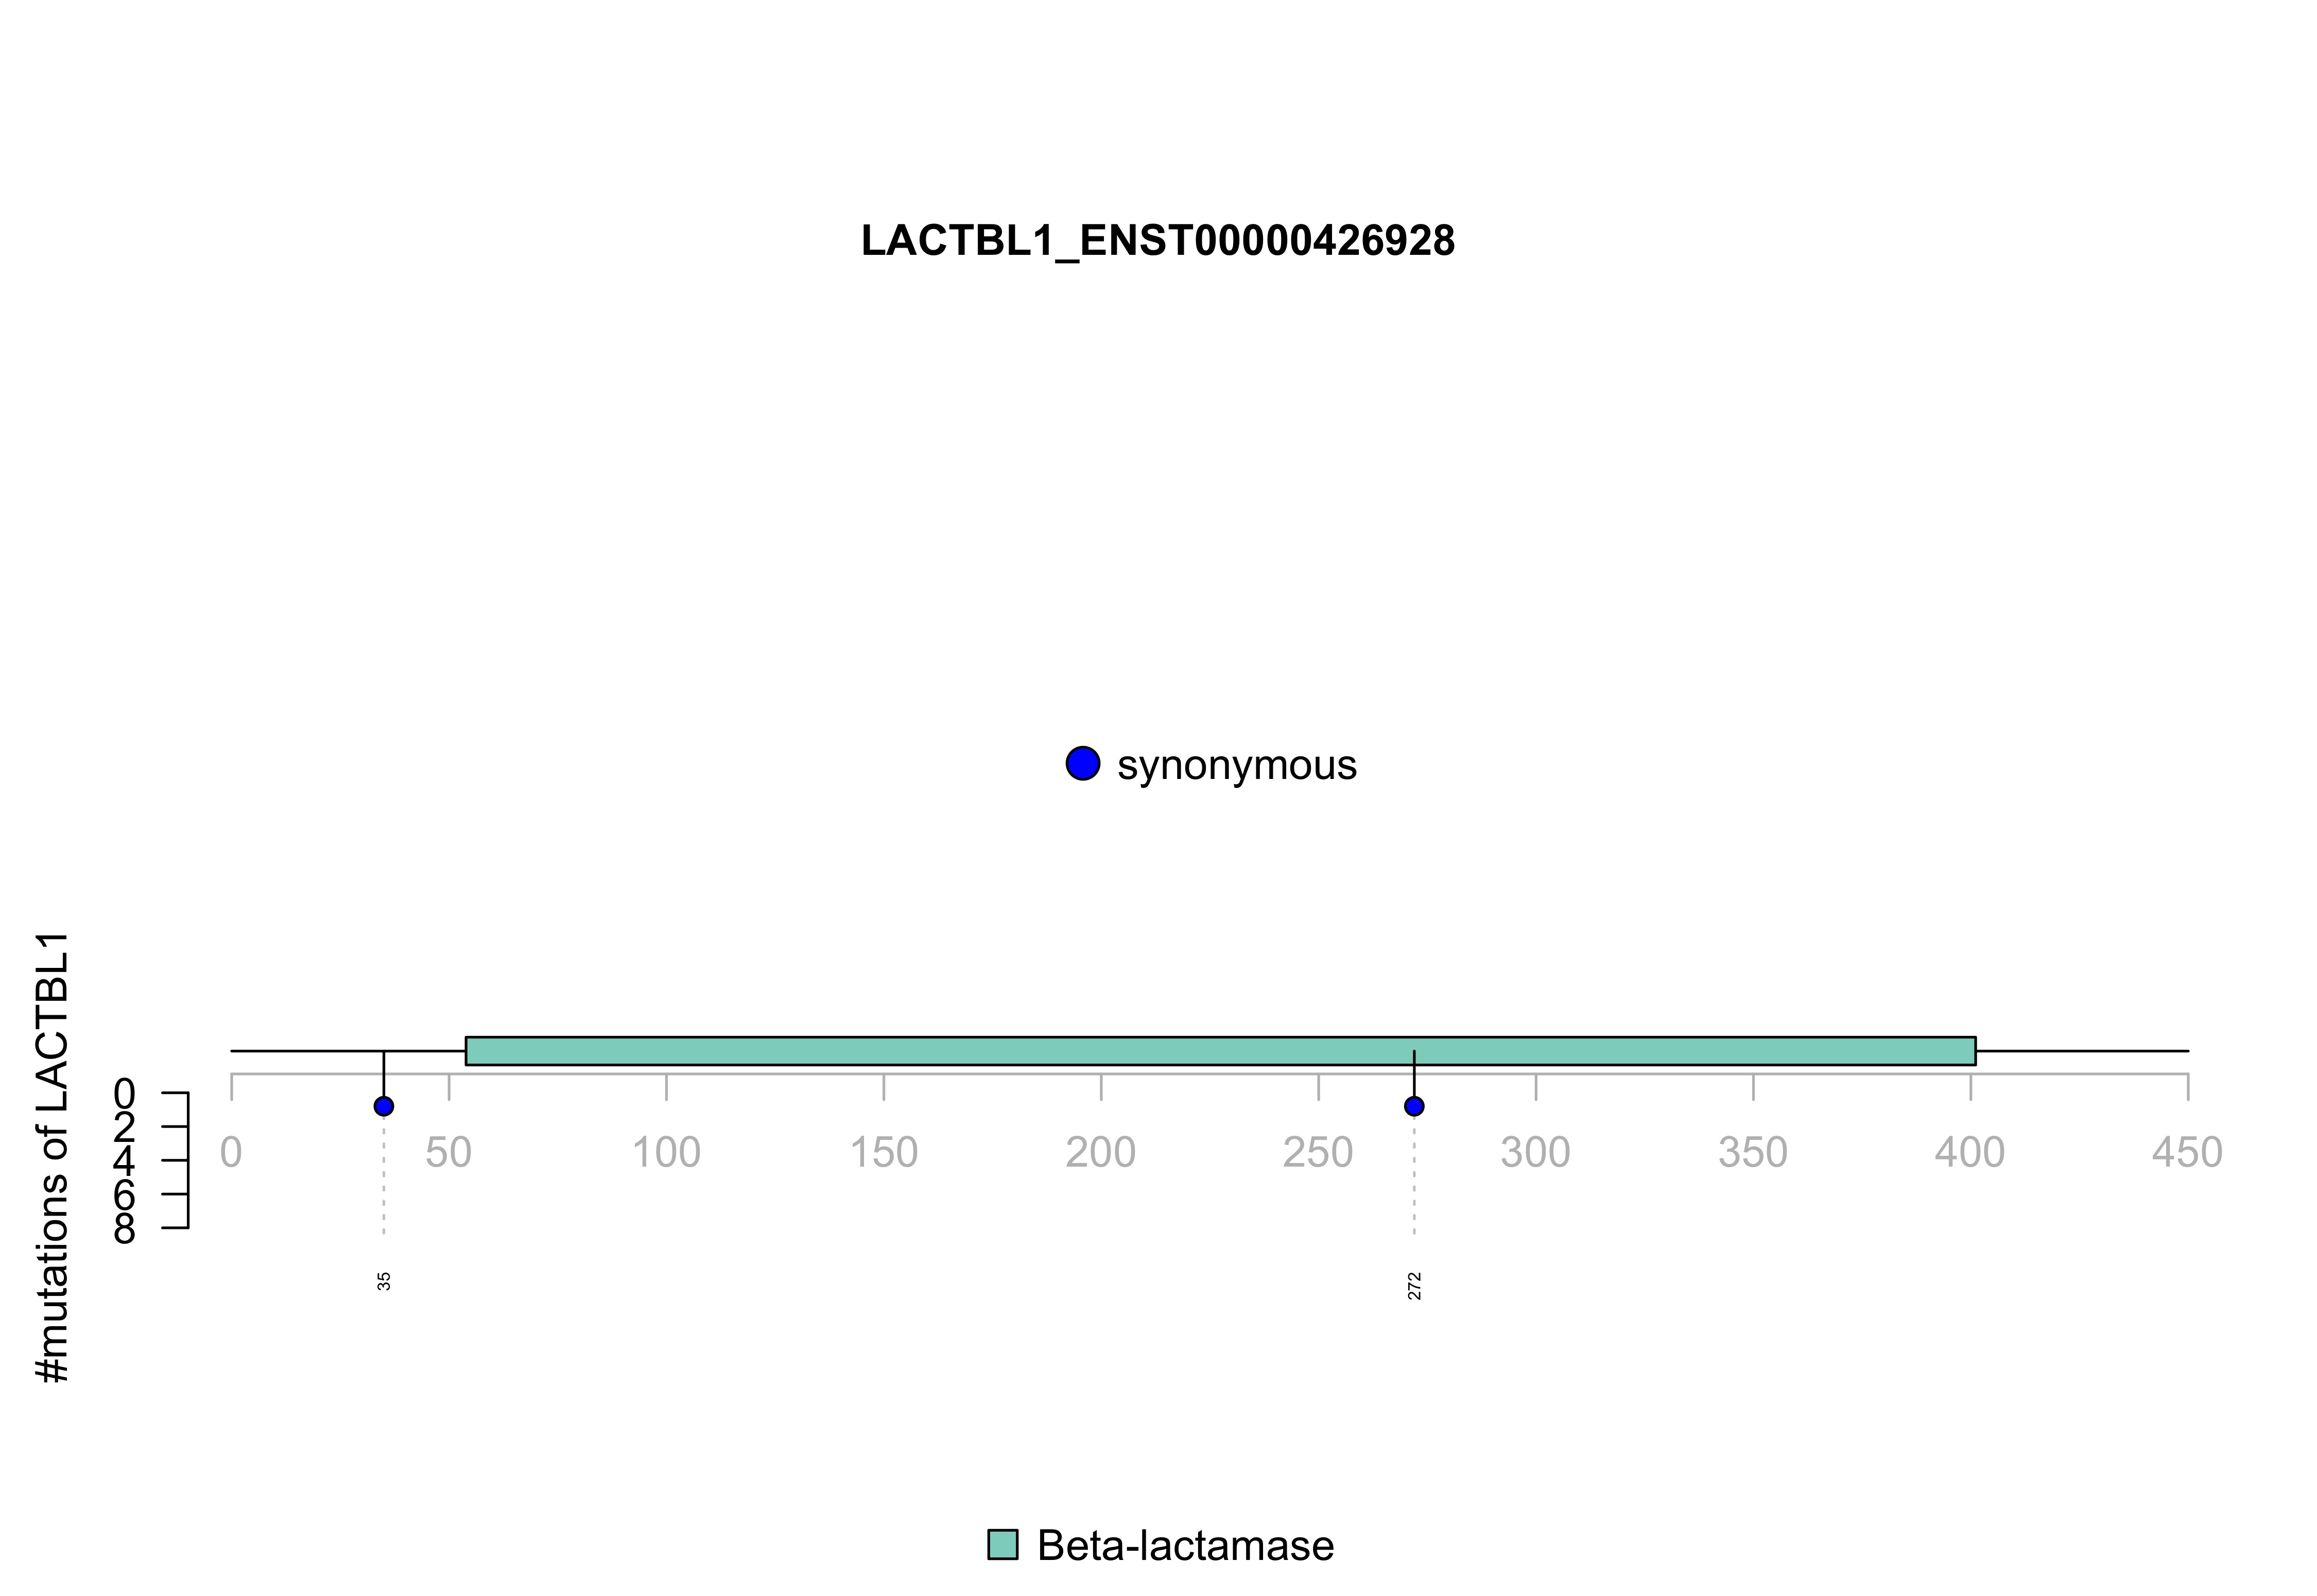 LACTBL1_ENST00000426928
synonymous
#mutations of LACTBL1
0
2
4
6
8
0 50 100 150 200 250 300 350 400 450
35 272
Beta-lactamase